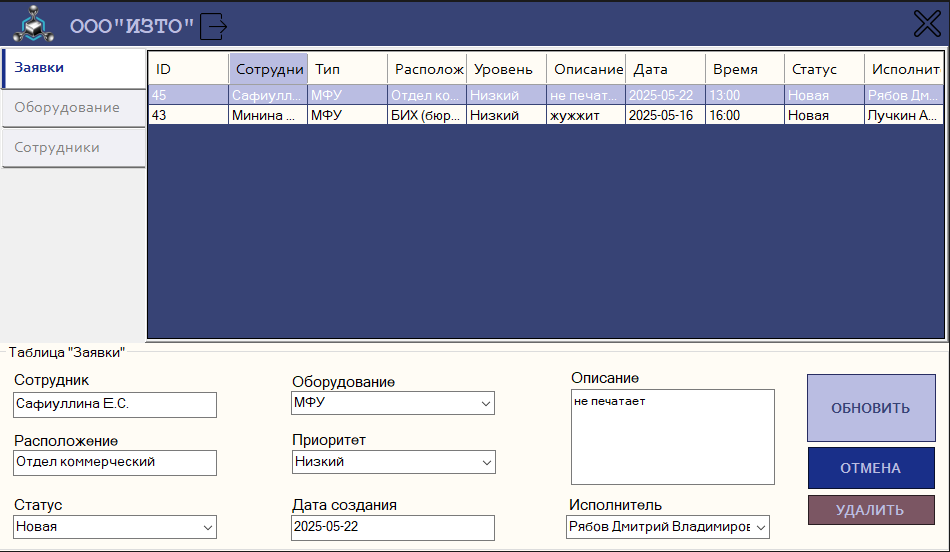 ООО"ИЗТО"
Заявки
Оборудование
Сотрудники
ID Сотрудни Тип Располож Уровень Описание Дата Время Статус Исполнит
45 Сафиулл... МФУ Отдел ко... Низкий не печат... 2025-05-22 13:00 Новая Рябов Дм...
43 Минина ... МФУ БИХ (бюр... Низкий жужжит 2025-05-16 16:00 Новая Лучкин А...
Таблица "Заявки"
Сотрудник
Сафиуллина Е.С.
Расположение
Отдел коммерческий
Статус
Новая
Оборудование
МФУ
Приоритет
Низкий
Дата создания
2025-05-22
Описание
не печатает
Исполнитель
Рябов Дмитрий Владимиров
ОБНОВИТЬ
ОТМЕНА
УДАЛИТЬ